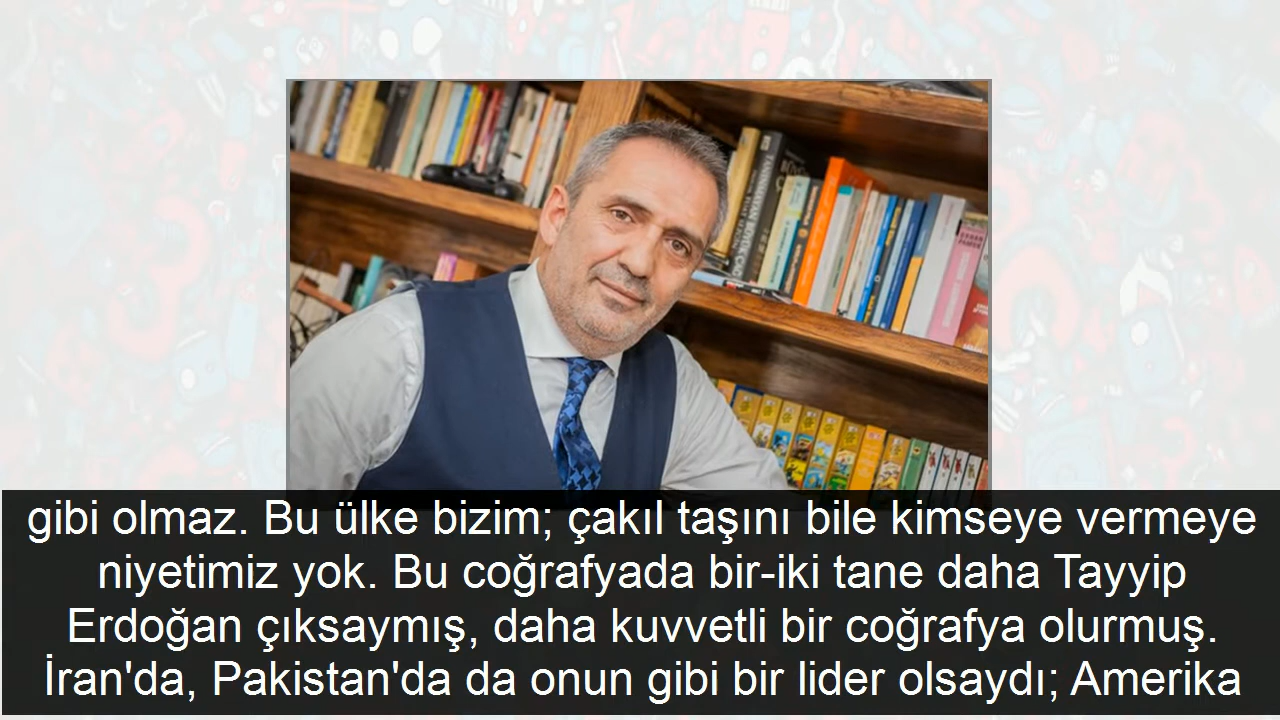 gibi olmaz. Bu ülke bizim; çakıl taşını bile kimseye vermeye
niyetimiz yok. Bu coğrafyada bir-iki tane daha Tayyip
Erdoğan çıksaymış, daha kuvvetli bir coğrafya olurmuş.
İran'da, Pakistan'da da onun gibi bir lider olsaydı; Amerika